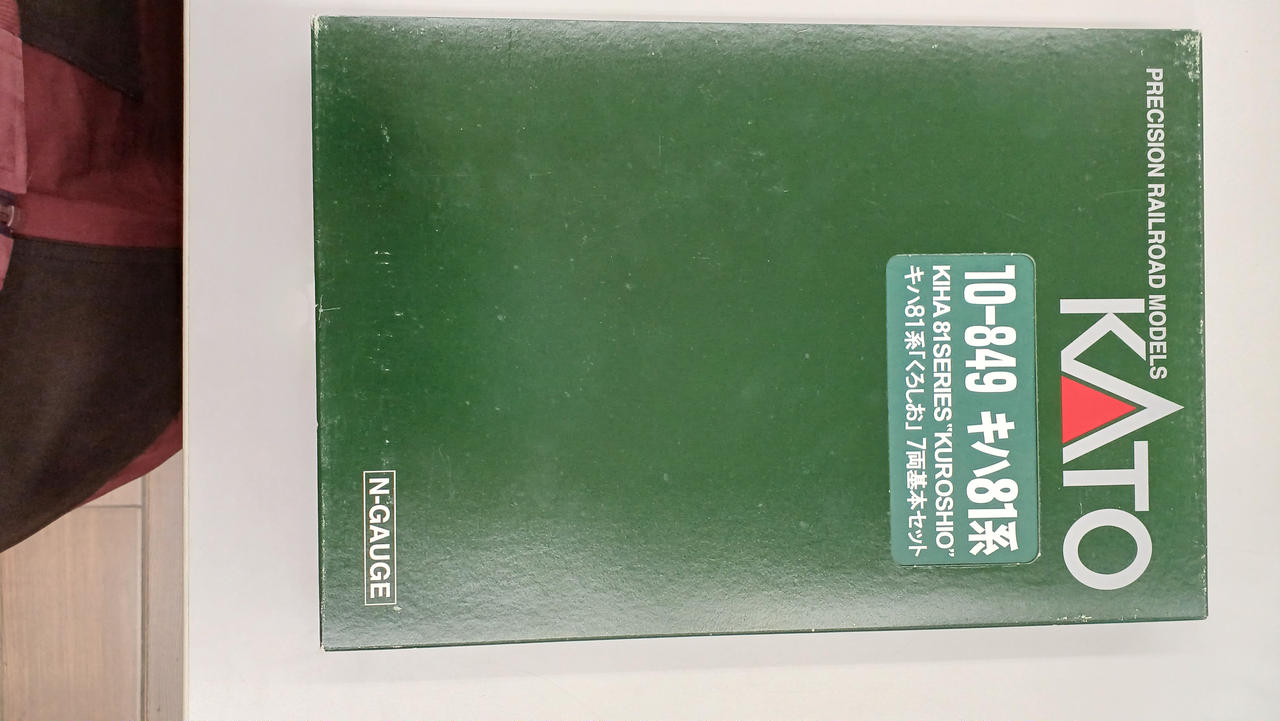 PRECISION RAILROAD MODELS
KATO
10-849 キハ81系
KIHA 81SERIES “KUROSHIO”
キハ81系「くろしお」7両基本セット
N-GAUGE